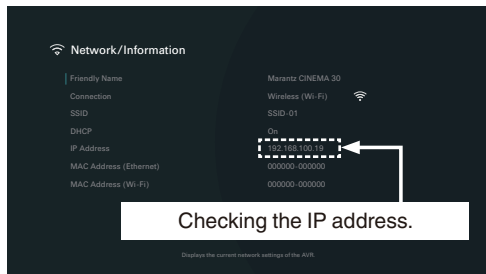 Network/Information
Friendly Name Marantz CINEMA 30
Connection Wireless (Wi-Fi)
SSID SSID-01
DHCP On
IP Address 192.168.100.19
MAC Address (Ethernet) 000000-000000
MAC Address (Wi-Fi) 000000-000000
Checking the IP address.
Displays the current network settings of the AVR